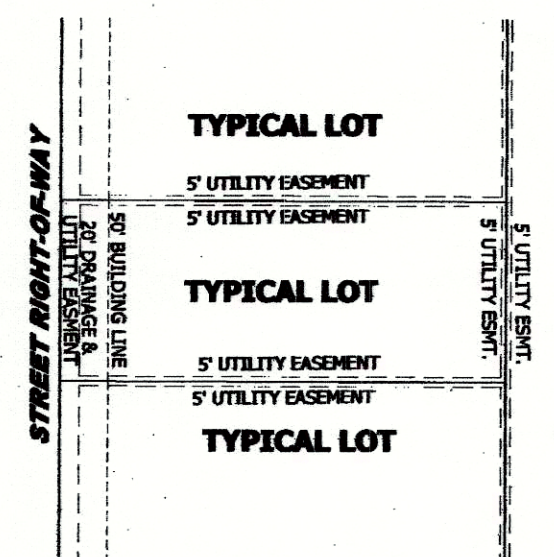 TYPICAL LOT
5' UTILITY EASEMENT
5' UTILITY EASEMENT
STREET RIGHT-OF-WAY
20' DRAINAGE &
UTILITY EASMENT
50' BUILDING LINE
TYPICAL LOT
5' UTILITY ESMT.
5' UTILITY ESMT.
5' UTILITY EASEMENT
5' UTILITY EASEMENT
TYPICAL LOT